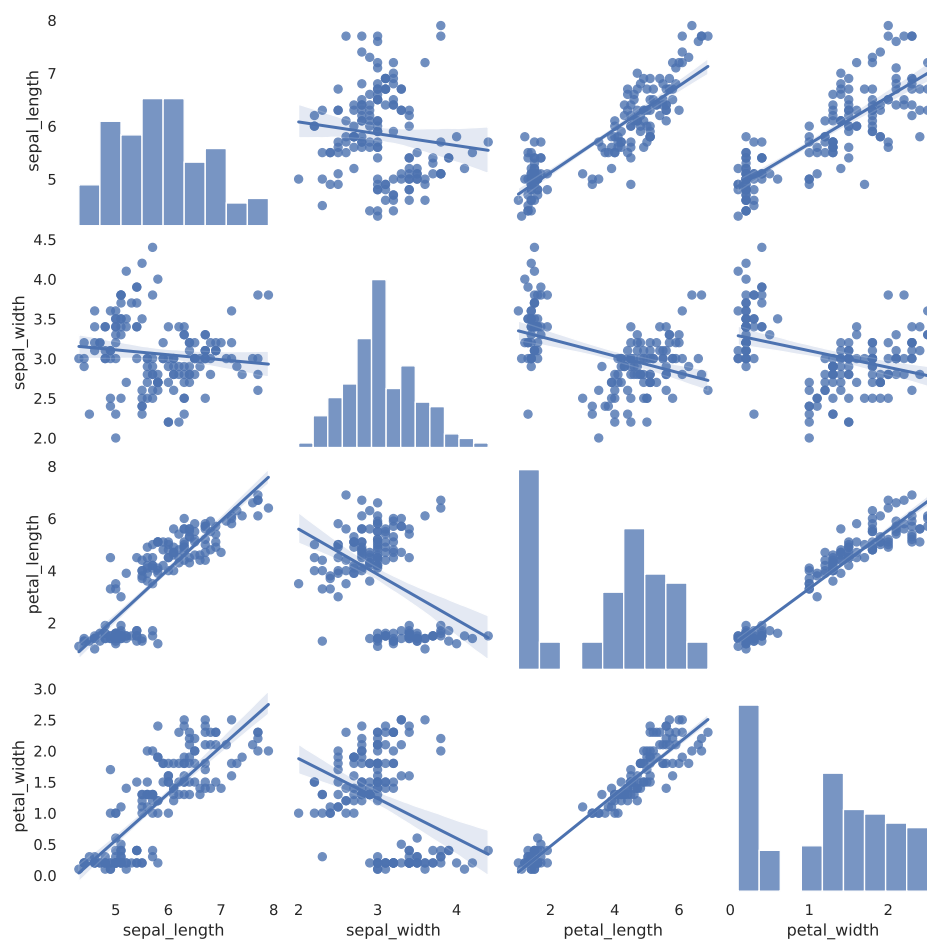 8
7
6
5
sepal_length
4.5
4.0
3.5
3.0
2.5
2.0
sepal_width
8
6
4
2
petal_length
3.0
2.5
2.0
1.5
1.0
0.5
0.0
petal_width
5 6 7 8
sepal_length
2 3 4
sepal_width
2 4 6
petal_length
0 1 2
petal_width